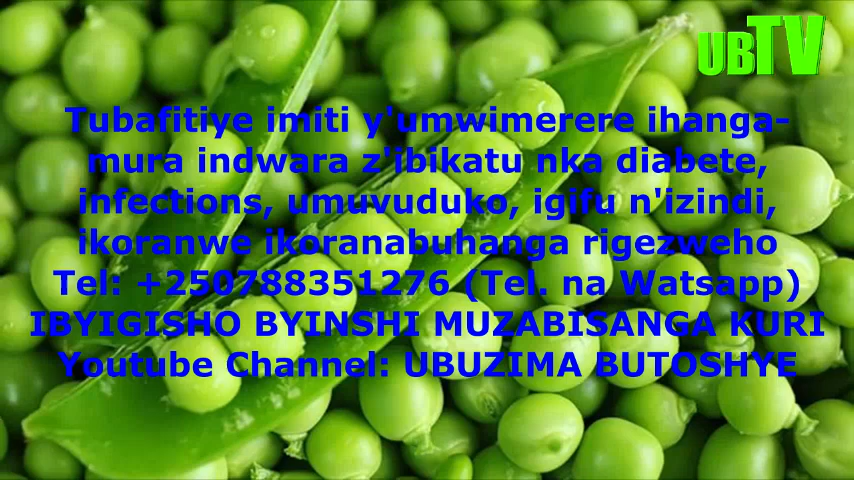 UBTV
Tubafitiye imiti y'umwimerere ihanga-
mura indwara z'ibikatu nka diabete,
infections, umuvuduko, igifu n'izindi,
ikoranwe ikoranabuhanga rigezweho
Tel: +250788351276 (Tel. na Watsapp)
IBYIGISHO BYINSHI MUZABISANGA KURI
Youtube Channel: UBUZIMA BUTOSHYE